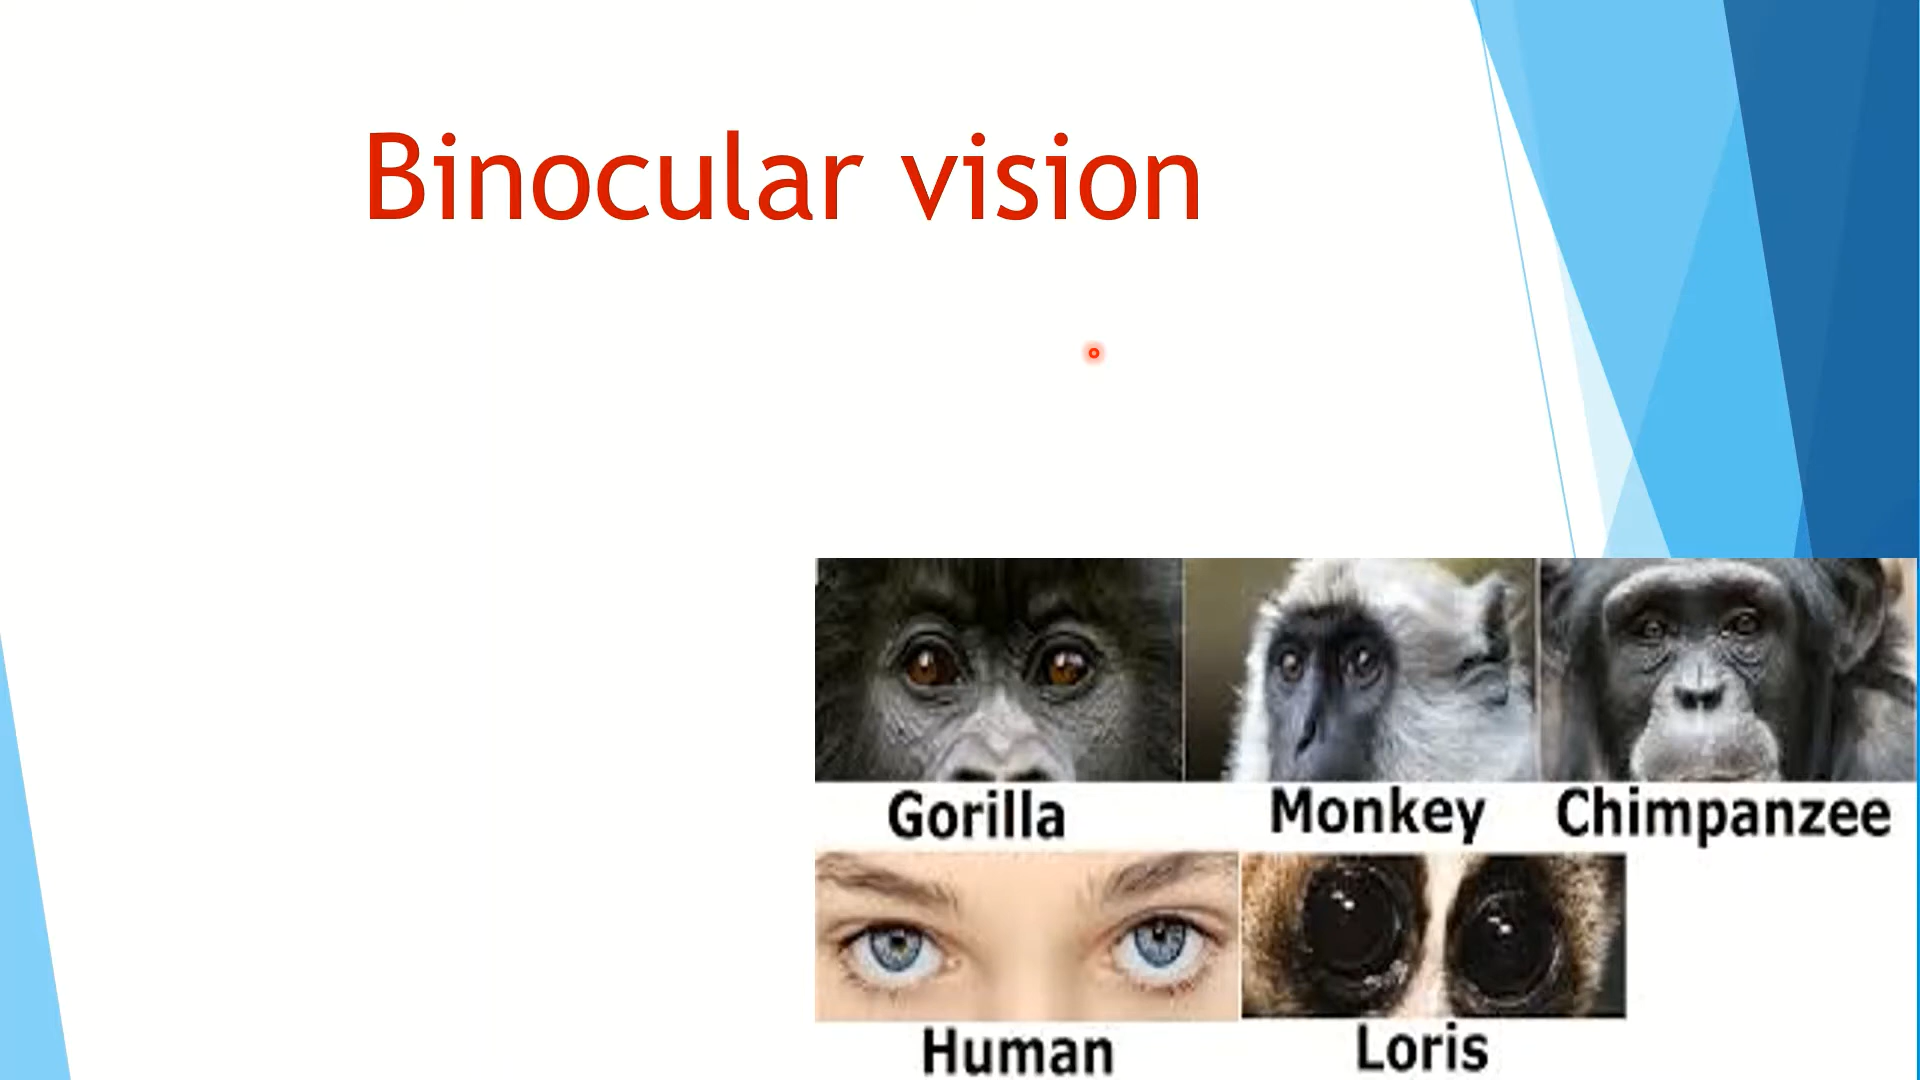 Binocular vision
Gorilla
Monkey
Chimpanzee
Human
Loris